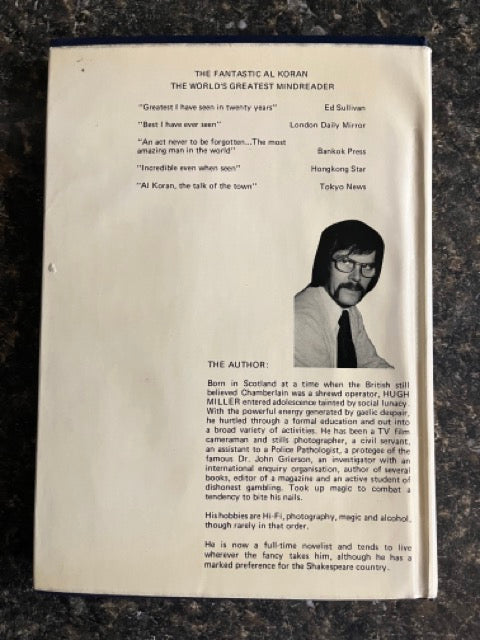 THE FANTASTIC AL KORAN
THE WORLD'S GREATEST MINDREADER
"Greatest I have seen in twenty years" Ed Sullivan
"Best I have ever seen" London Daily Mirror
"An act never to be forgotten...The most
amazing man in the world" Bankok Press
"Incredible even when seen" Hongkong Star
"Al Koran, the talk of the town" Tokyo News
THE AUTHOR:
Born in Scotland at a time when the British still
believed Chamberlain was a shrewd operator, HUGH
MILLER entered adolescence tainted by social lunacy.
With the powerful energy generated by gaelic despair,
he hurtled through a formal education and out into
a broad variety of activities. He has been a TV film
cameraman and stills photographer, a civil servant,
an assistant to a Police Pathologist, a protegee of the
famous Dr. John Grierson, an investigator with an
international enquiry organisation, author of several
books, editor of a magazine and an active student of
dishonest gambling. Took up magic to combat a
tendency to bite his nails.
His hobbies are Hi-Fi, photography, magic and alcohol,
though rarely in that order.
He is now a full-time novelist and tends to live
wherever the fancy takes him, although he has a
marked preference for the Shakespeare country.